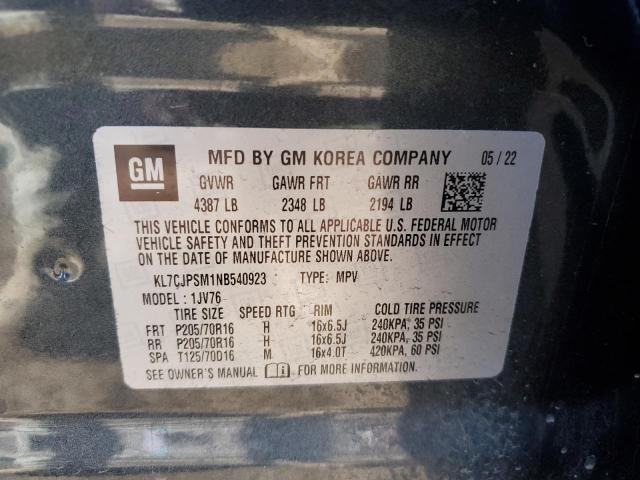 GM MFD BY GM KOREA COMPANY 05 / 22
GVWR GAWR FRT GAWR RR
4387 LB 2348 LB 2194 LB
THIS VEHICLE CONFORMS TO ALL APPLICABLE U.S. FEDERAL MOTOR
VEHICLE SAFETY AND THEFT PREVENTION STANDARDS IN EFFECT
ON THE DATE OF MANUFACTURE SHOWN ABOVE.
KL7CJPSM1NB540923 TYPE: MPV
MODEL : 1JV76
TIRE SIZE SPEED RTG RIM COLD TIRE PRESSURE
FRT P205/70R16 H 16x6.5J 240KPA, 35 PSI
RR P205/70R16 H 16x6.5J 240KPA, 35 PSI
SPA T125/70D16 M 16x4.0T 420KPA, 60 PSI
SEE OWNER'S MANUAL i FOR MORE INFORMATION.